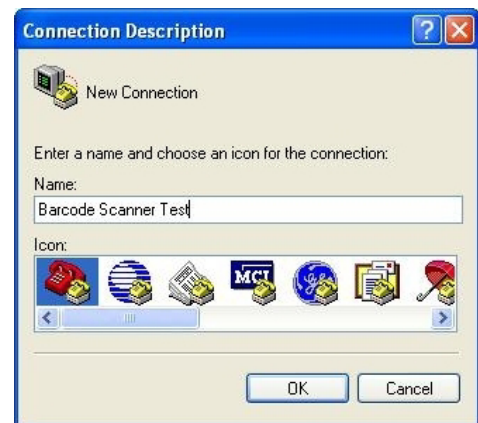 Connection Description
New Connection
Enter a name and choose an icon for the connection:
Name:
Barcode Scanner Test
Icon:
MCI
OK Cancel